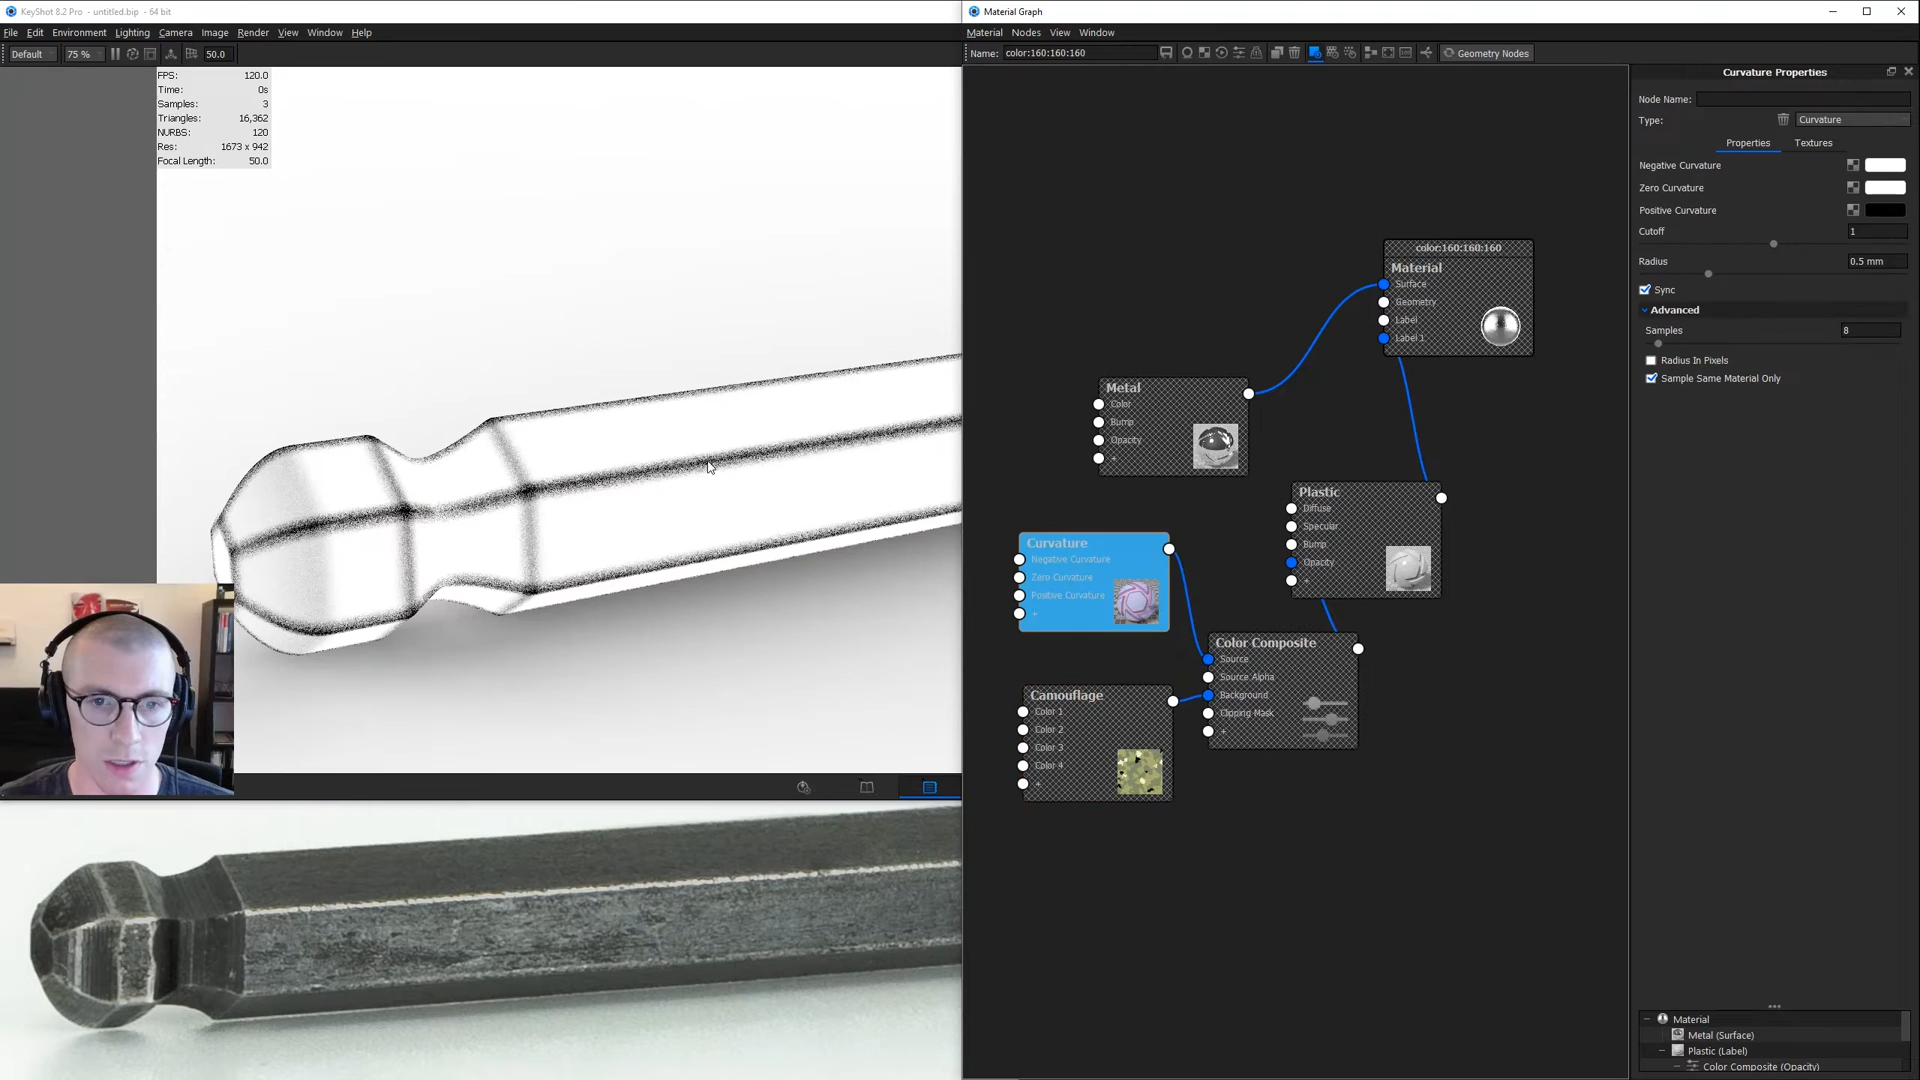 KeyShot 8.2 Pro - untitled.bip - 64 bit
File Edit Environment Lighting Camera Image Render View Window Help
Default 75 % 50.0
FPS: 120.0
Time: 0s
Samples: 3
Triangles: 16,362
NURBS: 120
Res: 1673 x 942
Focal Length: 50.0
Material Graph
Material Nodes View Window
Name: color:160:160:160 Geometry Nodes
color:160:160:160
Material
Surface
Geometry
Label
Label 1
Metal
Color
Bump
Opacity
+
Plastic
Diffuse
Specular
Bump
Opacity
+
Curvature
Negative Curvature
Zero Curvature
Positive Curvature
+
Color Composite
Source
Source Alpha
Background
Clipping Mask
+
Camouflage
Color 1
Color 2
Color 3
Color 4
+
Curvature Properties
Node Name:
Type: Curvature
Properties Textures
Negative Curvature
Zero Curvature
Positive Curvature
Cutoff 1
Radius 0.5 mm
Sync
Advanced
Samples 8
Radius In Pixels
Sample Same Material Only
Material
Metal (Surface)
Plastic (Label)
Color Composite (Opacity)